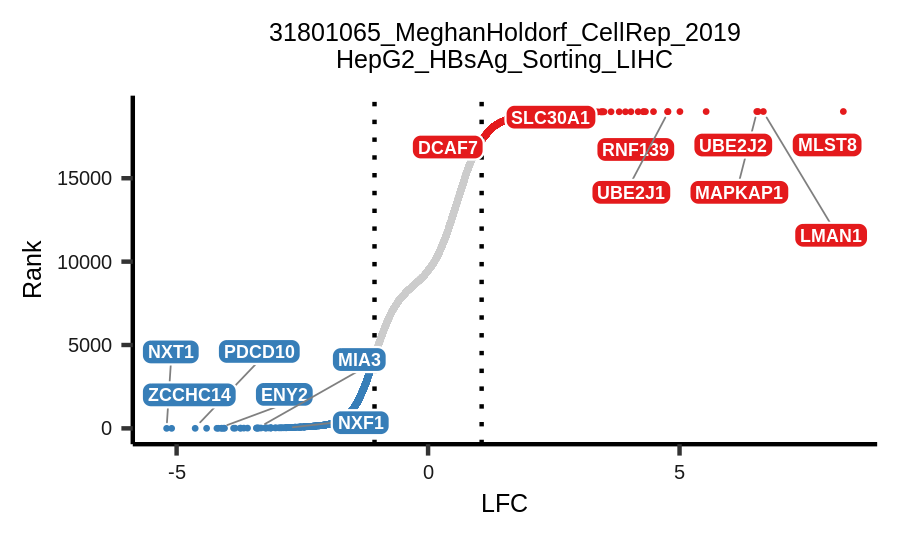 31801065_MeghanHoldorf_CellRep_2019
HepG2_HBsAg_Sorting_LIHC
Rank
15000
10000
5000
0
SLC30A1
DCAF7
RNF139
UBE2J2
MLST8
UBE2J1
MAPKAP1
LMAN1
NXT1
PDCD10
MIA3
ZCCHC14
ENY2
NXF1
-5
0
5
LFC